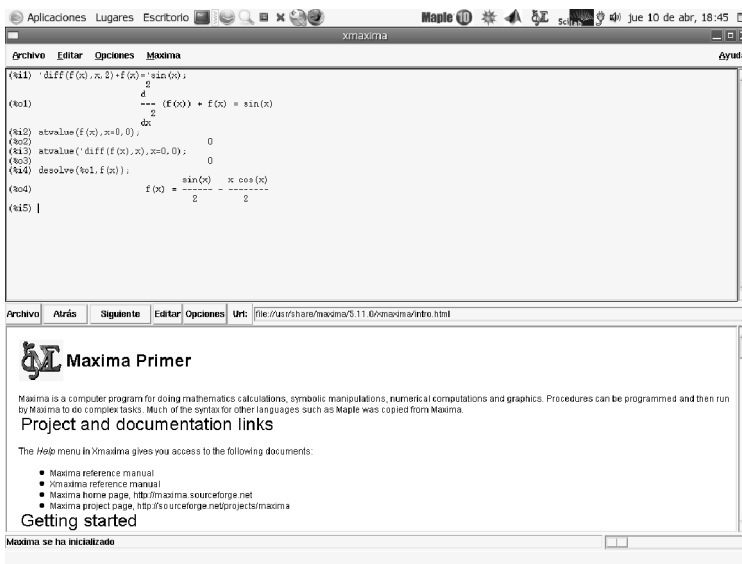 Aplicaciones Lugares Escritorio Maple 10 jue 10 de abr, 18:45
xmaxima
Archivo Editar Opciones Maxima Ayuda
(%i1) 'diff(f(x),x,2)+f(x)='sin(x);
2
d
(%o1) --- (f(x)) + f(x) = sin(x)
2
dx
(%i2) atvalue(f(x),x=0,0);
(%o2) 0
(%i3) atvalue('diff(f(x),x),x=0,0);
(%o3) 0
(%i4) desolve(%o1,f(x));
sin(x) x cos(x)
(%o4) f(x) = ------ - --------
2 2
(%i5)
Archivo Atrás Siguiente Editar Opciones Url: file://usr/share/maxima/5.11.0/xmaxima/intro.html
Maxima Primer
Maxima is a computer program for doing mathematics calculations, symbolic manipulations, numerical computations and graphics. Procedures can be programmed and then run
by Maxima to do complex tasks. Much of the syntax for other languages such as Maple was copied from Maxima.
Project and documentation links
The Help menu in Xmaxima gives you access to the following documents:
Maxima reference manual
Xmaxima reference manual
Maxima home page, http://maxima.sourceforge.net
Maxima project page, http://sourceforge.net/projects/maxima
Getting started
Maxima se ha inicializado